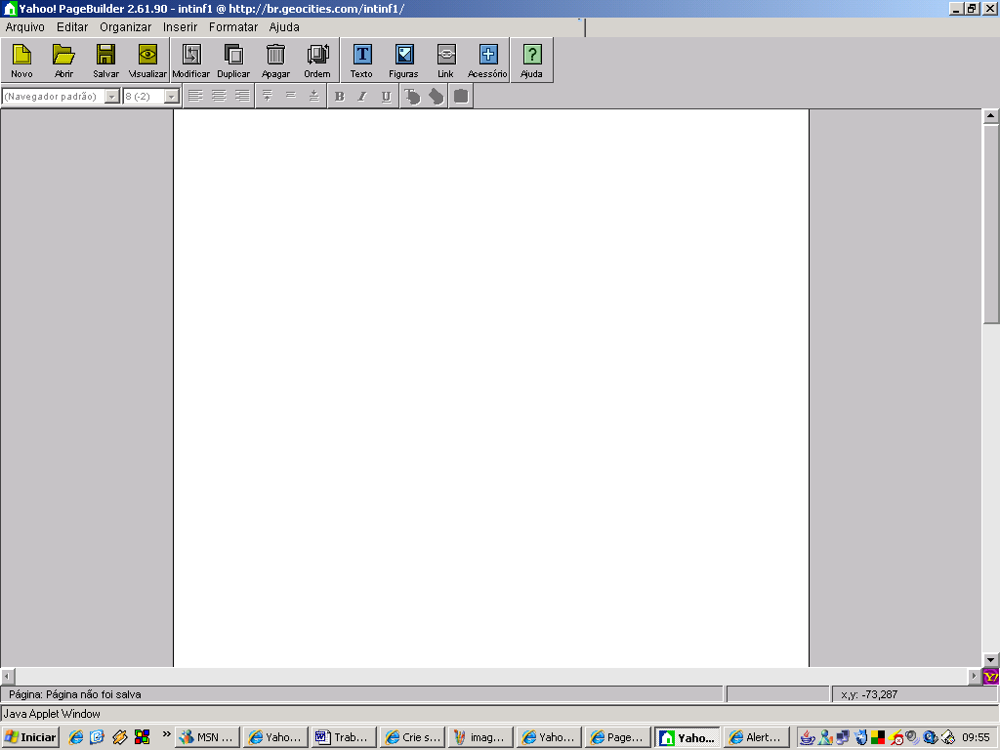 Yahoo! PageBuilder 2.61.90 - intinf1 @ http://br.geocities.com/intinf1/
Arquivo Editar Organizar Inserir Formatar Ajuda
Novo Abrir Salvar Visualizar Modificar Duplicar Apagar Ordem Texto Figuras Link Acessório Ajuda
(Navegador padrão) 8 (-2) B I U
Página: Página não foi salva x,y: -73,287
Java Applet Window
Iniciar MSN ... Yaho... Trab... Crie s... imag... Yaho... Page... Yaho... Alert... 09:55